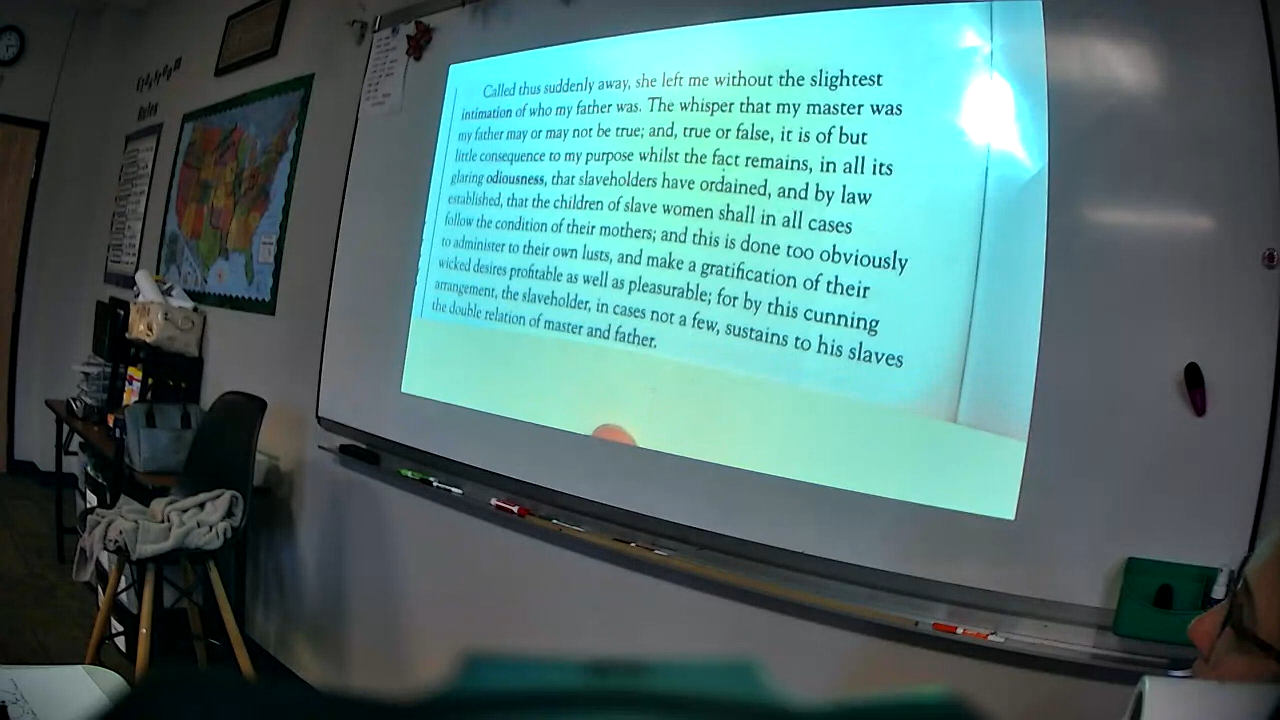 Rules
Called thus suddenly away, she left me without the slightest
intimation of who my father was. The whisper that my master was
my father may or may not be true; and, true or false, it is of but
little consequence to my purpose whilst the fact remains, in all its
glaring odiousness, that slaveholders have ordained, and by law
established, that the children of slave women shall in all cases
follow the condition of their mothers; and this is done too obviously
to administer to their own lusts, and make a gratification of their
wicked desires profitable as well as pleasurable; for by this cunning
arrangement, the slaveholder, in cases not a few, sustains to his slaves
the double relation of master and father.